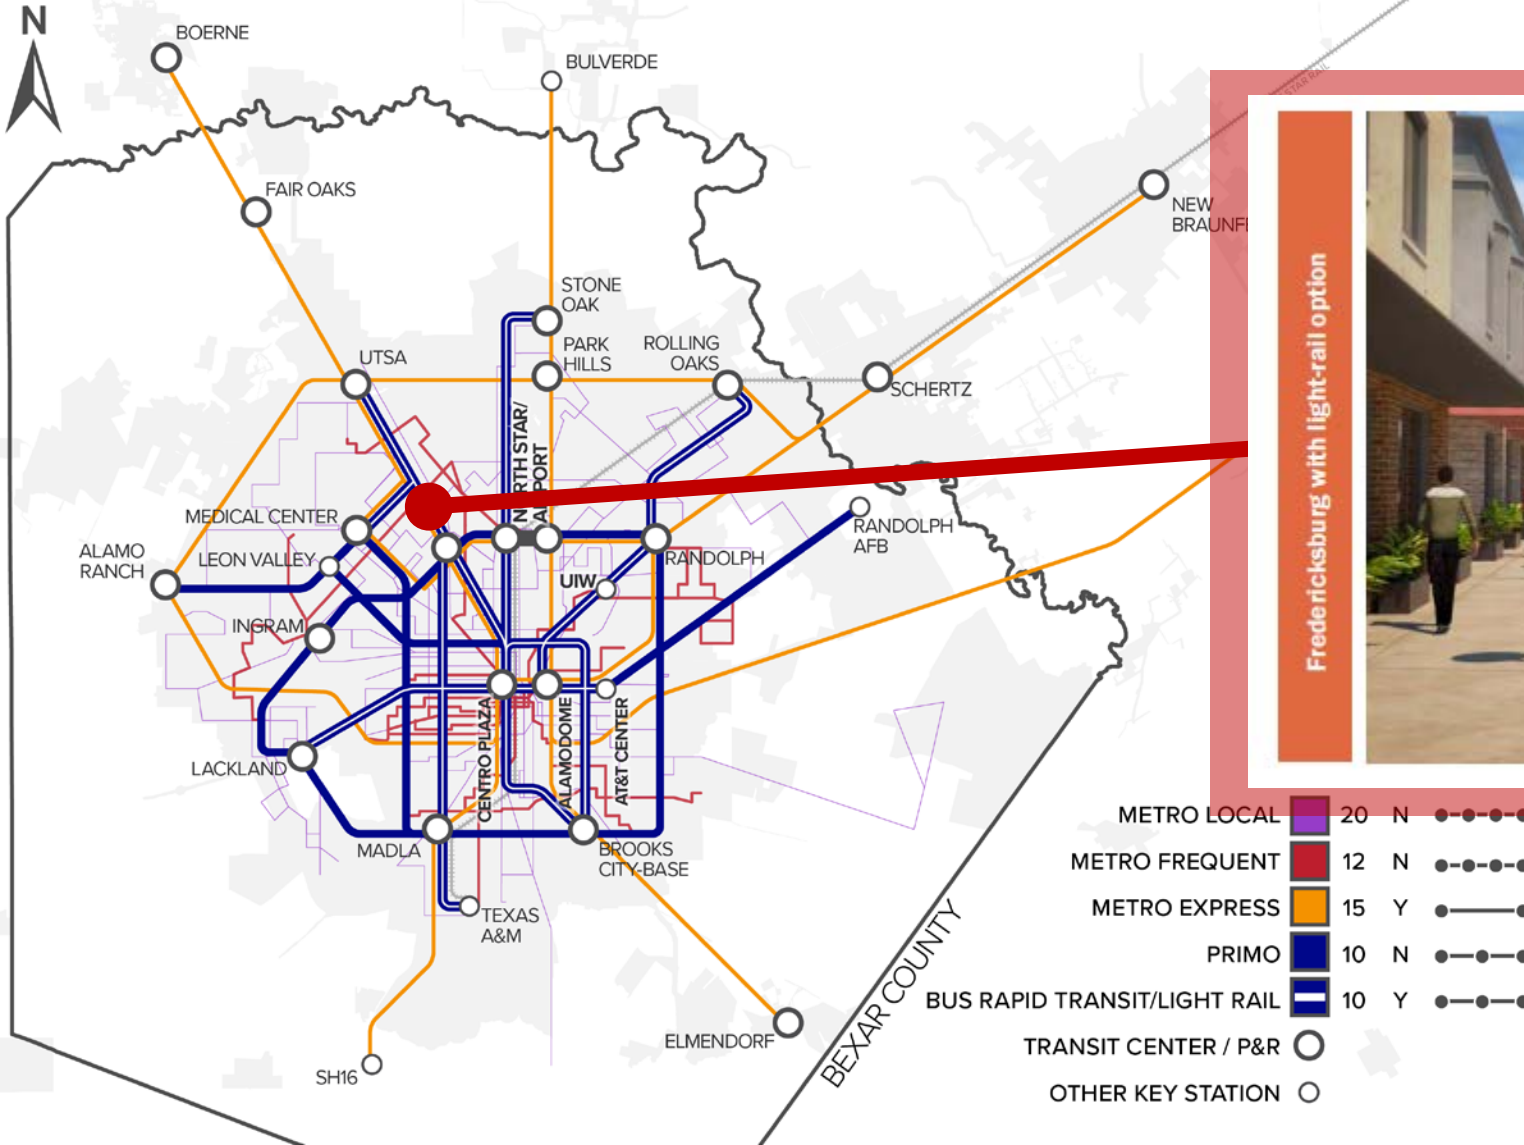 N
BOERNE
BULVERDE
STAR RAIL
FAIR OAKS
NEW
BRAUNFE
STONE
OAK
PARK
HILLS
ROLLING
OAKS
UTSA
SCHERTZ
NORTH STAR/
AIRPORT
Fredericksburg with light-rail option
MEDICAL CENTER
RANDOLPH
AFB
ALAMO
RANCH
LEON VALLEY
RANDOLPH
UIW
INGRAM
CENTRO PLAZA
ALAMODOME
AT&T CENTER
LACKLAND
MADLA
BROOKS
CITY-BASE
TEXAS
A&M
ELMENDORF
SH16
BEXAR COUNTY
METRO LOCAL 20 N
METRO FREQUENT 12 N
METRO EXPRESS 15 Y
PRIMO 10 N
BUS RAPID TRANSIT/LIGHT RAIL 10 Y
TRANSIT CENTER / P&R
OTHER KEY STATION